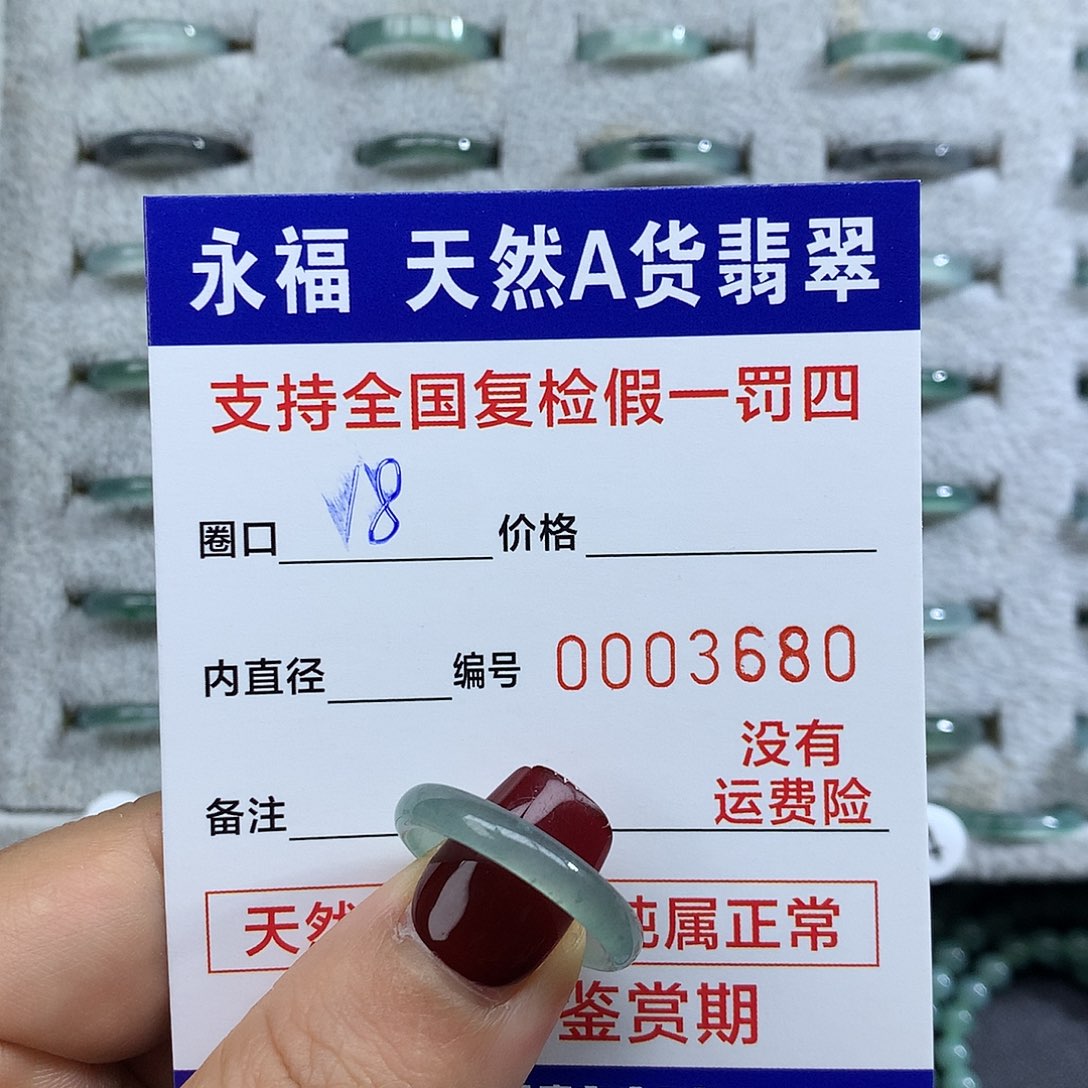 永福 天然A货翡翠
支持全国复检假一罚四
圈口 18 价格
内直径 编号 0003680
没有
备注 运费险
天然 纯属正常
鉴赏期